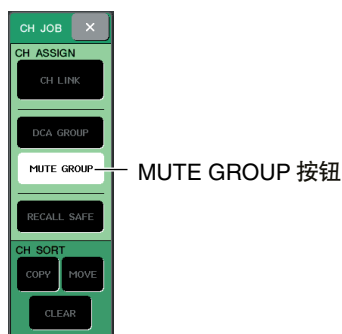 CH JOB ×
CH ASSIGN
CH LINK
DCA GROUP
MUTE GROUP
MUTE GROUP 按钮
RECALL SAFE
CH SORT
COPY MOVE
CLEAR